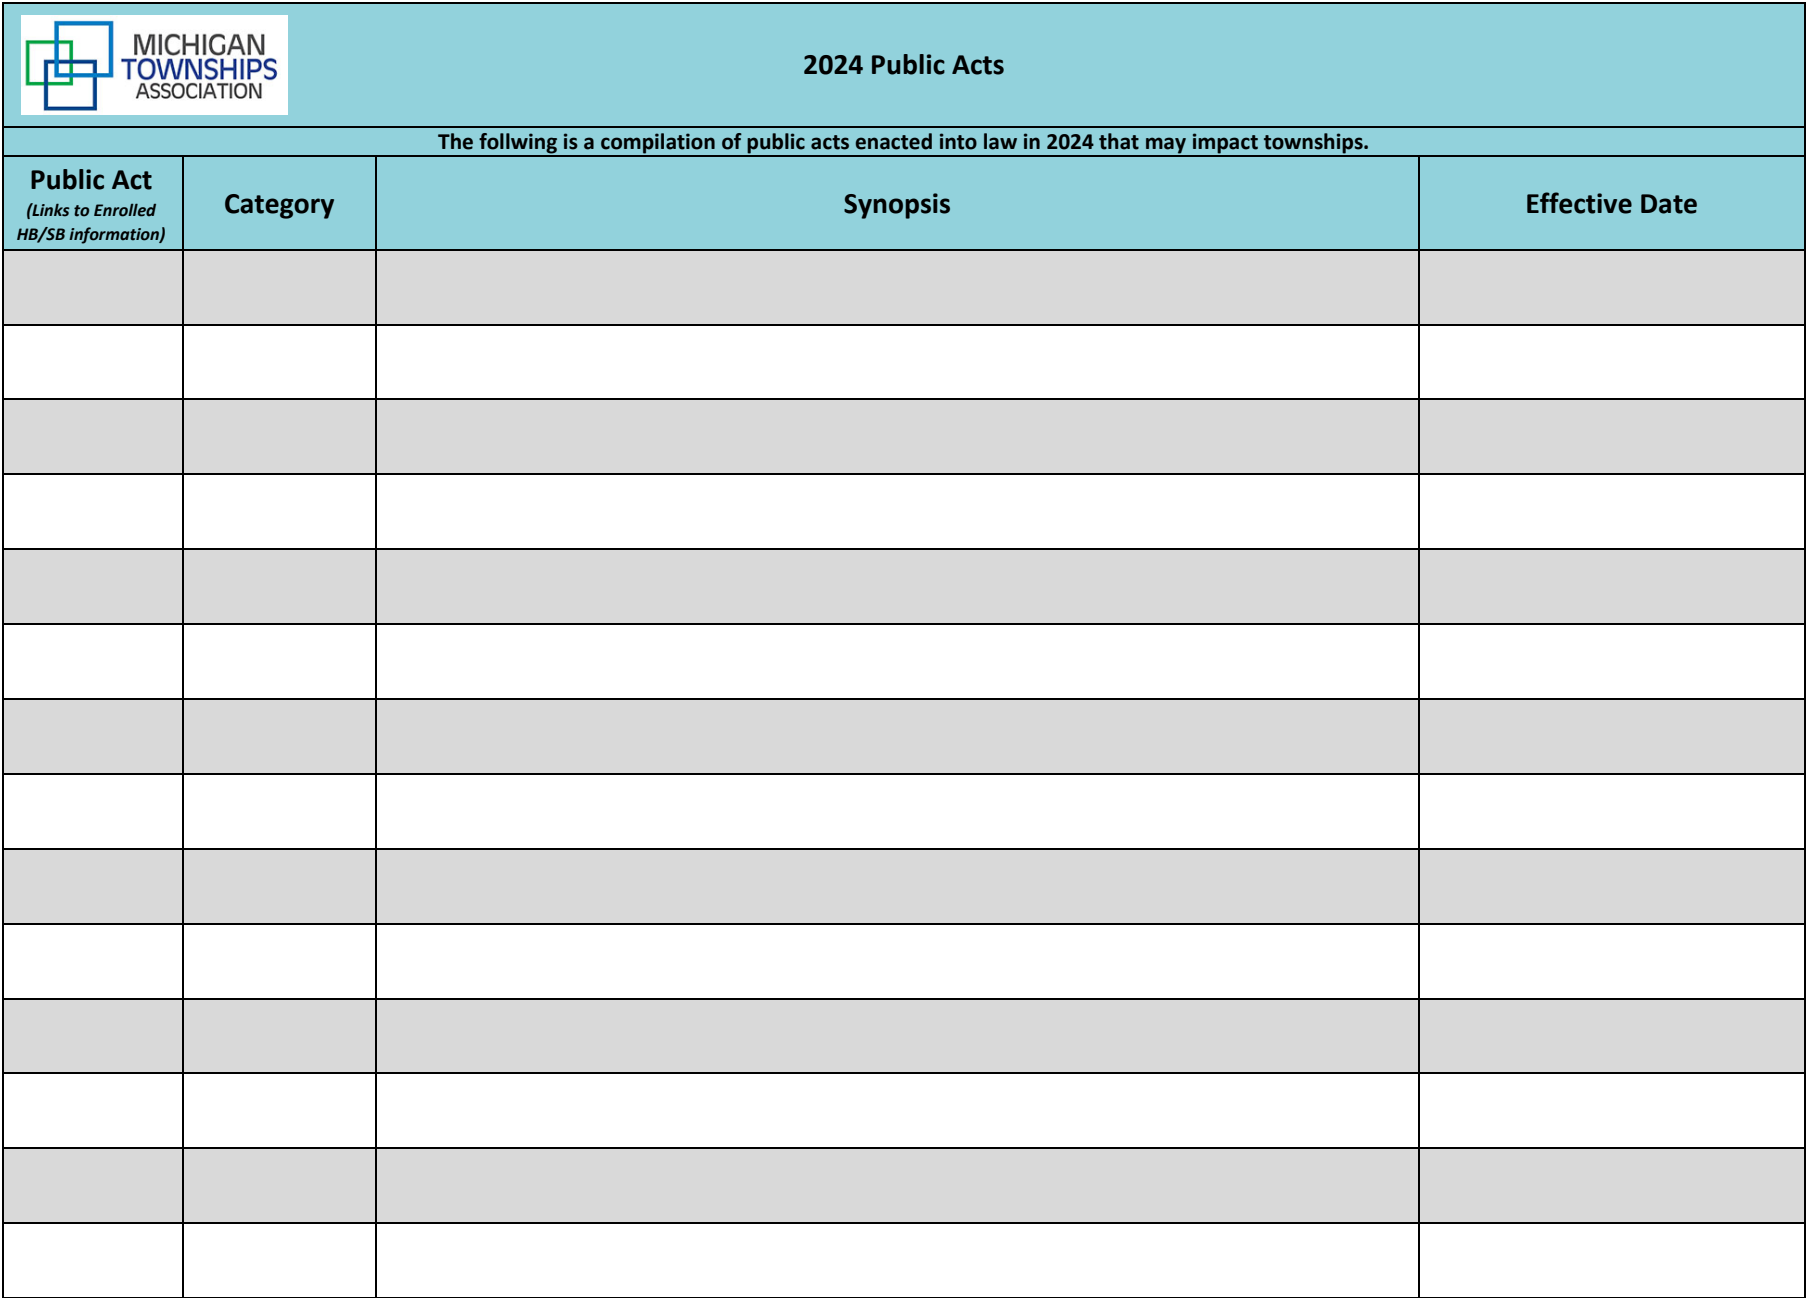 MICHIGAN
TOWNSHIPS
ASSOCIATION
2024 Public Acts
The follwing is a compilation of public acts enacted into law in 2024 that may impact townships.
Public Act
(Links to Enrolled
HB/SB information)
Category
Synopsis
Effective Date